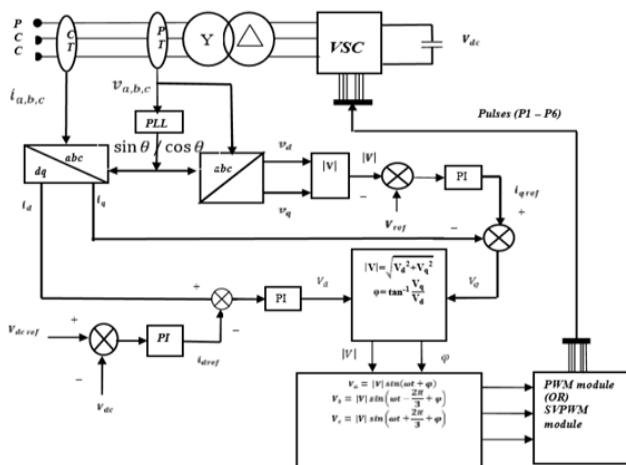 P
C
C
C
T
P
T
Y
Δ
VSC
V_dc
i_a,b,c
v_a,b,c
PLL
Pulses (P1 – P6)
sin θ / cos θ
abc
dq
abc
v_d
v_q
|V|
|V|
−
V_ref
PI
i_qref
+
−
i_d
i_q
|V|=√V_d²+V_q²
φ=tan⁻¹ V_q/V_d
V_d
V_q
+
−
PI
V_dc ref
+
−
V_dc
PI
i_dref
|V|
φ
V_a = |V| sin(ωt + φ)
V_b = |V| sin(ωt − 2π/3 + φ)
V_c = |V| sin(ωt + 2π/3 + φ)
PWM module
(OR)
SVPWM
module